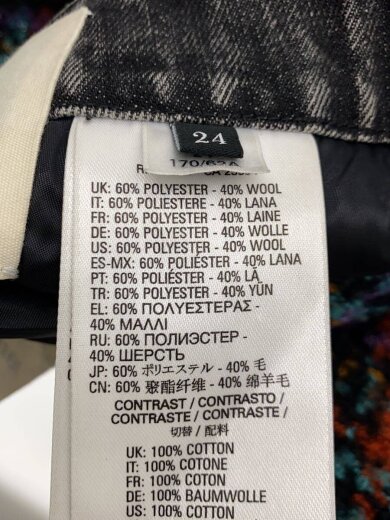 24
170/62A
UK: 60% POLYESTER - 40% WOOL
IT: 60% POLIESTERE - 40% LANA
FR: 60% POLYESTER - 40% LAINE
DE: 60% POLYESTER - 40% WOLLE
US: 60% POLYESTER - 40% WOOL
ES-MX: 60% POLIÉSTER - 40% LANA
PT: 60% POLIÉSTER - 40% LÃ
TR: 60% POLYESTER - 40% YÜN
EL: 60% ΠΟΛΥΕΣΤΕΡΑΣ -
40% ΜΑΛΛΙ
RU: 60% ПОЛИЭСТЕР -
40% ШЕРСТЬ
JP: 60% ポリエステル - 40% 毛
CN: 60% 聚酯纤维 - 40% 绵羊毛
CONTRAST / CONTRASTO /
CONTRASTE / CONTRASTE /
切替 / 配料
UK: 100% COTTON
IT: 100% COTONE
FR: 100% COTON
DE: 100% BAUMWOLLE
US: 100% COTTON